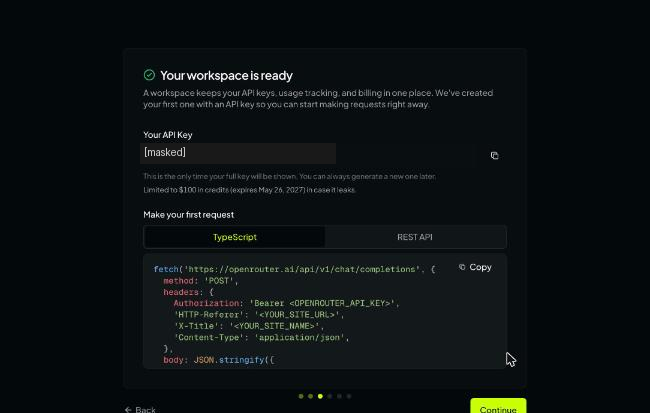 Your workspace is ready
A workspace keeps your API keys, usage tracking, and billing in one place. We've created
your first one with an API key so you can start making requests right away.
Your API Key
[masked]
This is the only time your full key will be shown. You can always generate a new one later.
Limited to $100 in credits (expires May 26, 2027) in case it leaks.
Make your first request
TypeScript REST API
Copy
fetch('https://openrouter.ai/api/v1/chat/completions', {
  method: 'POST',
  headers: {
    Authorization: 'Bearer <OPENROUTER_API_KEY>',
    'HTTP-Referer': '<YOUR_SITE_URL>',
    'X-Title': '<YOUR_SITE_NAME>',
    'Content-Type': 'application/json',
  },
  body: JSON.stringify({
← Back Continue